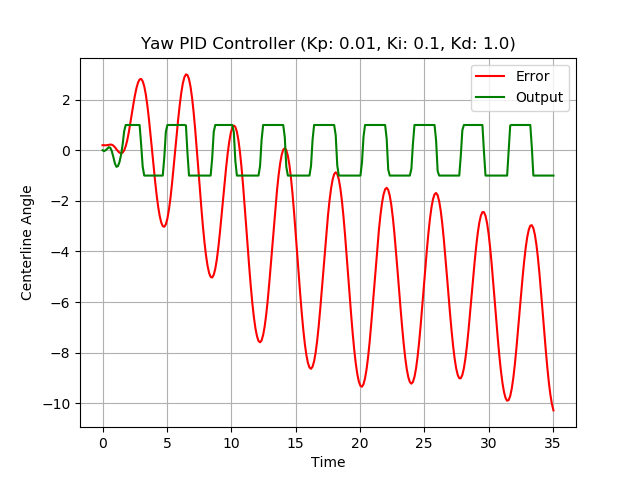 Yaw PID Controller (Kp: 0.01, Ki: 0.1, Kd: 1.0)
Error
Output
2
0
−2
−4
−6
−8
−10
Centerline Angle
0 5 10 15 20 25 30 35
Time